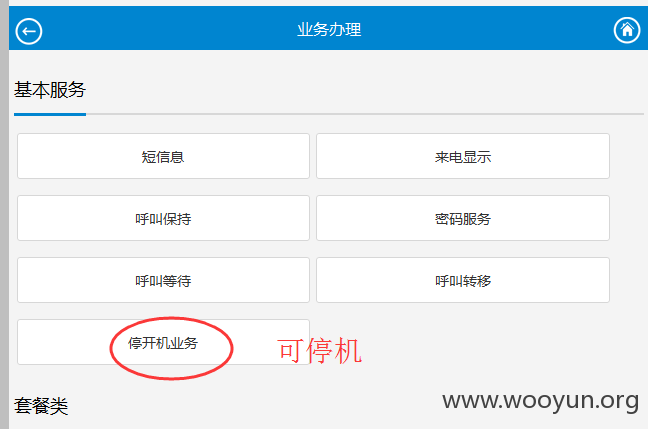 业务办理
基本服务
短信息
来电显示
呼叫保持
密码服务
呼叫等待
呼叫转移
停开机业务
可停机
套餐类
www.wooyun.org